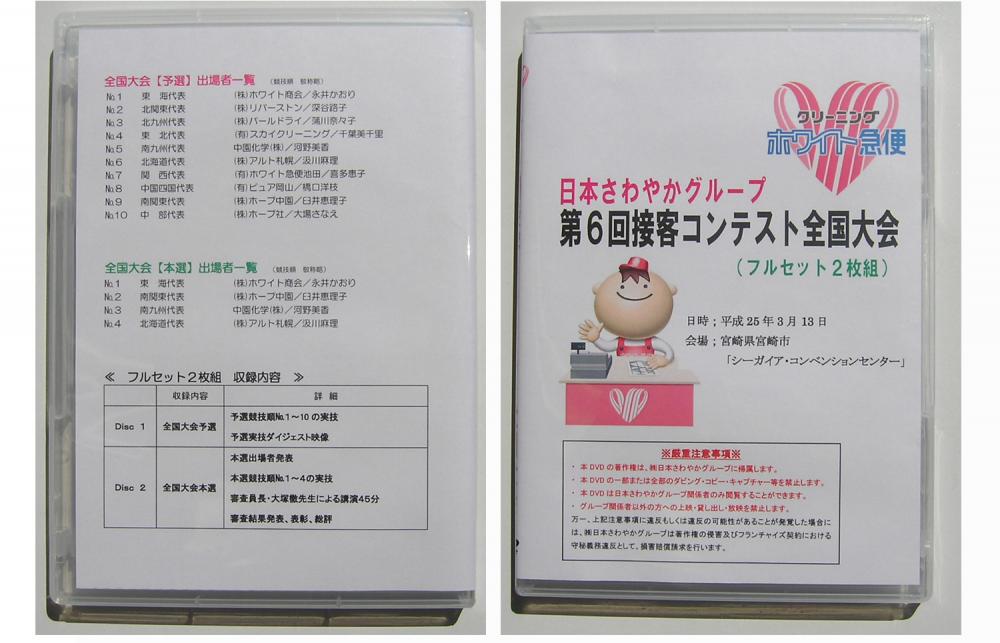 全国大会【予選】出場者一覧 (競技順 敬称略)
No.1 東 海代表 (株)ホワイト商会／永井かおり
No.2 北関東代表 (株)リバーストン／深谷路子
No.3 北九州代表 (株)パールドライ／蒲川奈々子
No.4 東 北代表 (有)スカイクリーニング／千葉美千里
No.5 南九州代表 中園化学(株)／河野美香
No.6 北海道代表 (株)アルト札幌／汲川麻理
No.7 関 西代表 (有)ホワイト急便池田／喜多恵子
No.8 中国四国代表 (有)ピュア岡山／橋口洋枝
No.9 南関東代表 (株)ホープ中園／臼井恵理子
No.10 中 部代表 (株)ホープ社／大場さなえ
全国大会【本選】出場者一覧 (競技順 敬称略)
No.1 東 海代表 (株)ホワイト商会／永井かおり
No.2 南関東代表 (株)ホープ中園／臼井恵理子
No.3 南九州代表 中園化学(株)／河野美香
No.4 北海道代表 (株)アルト札幌／汲川麻理
≪ フルセット２枚組 収録内容 ≫
収録内容 詳 細
Disc 1 全国大会予選
予選競技順No.1～10の実技
予選実技ダイジェスト映像
Disc 2 全国大会本選
本選出場者発表
本選競技順No.1～4の実技
審査員長・大塚徹先生による講演45分
審査結果発表、表彰、総評
クリーニング
ホワイト急便
日本さわやかグループ
第６回接客コンテスト全国大会
（フルセット２枚組）
日時；平成25年3月13日
会場；宮崎県宮崎市
「シーガイア・コンベンションセンター」
※厳重注意事項※
・ 本DVDの著作権は、㈱日本さわやかグループに帰属します。
・ 本DVDの一部または全部のダビング・コピー・キャプチャー等を禁止します。
・ 本DVDは日本さわやかグループ関係者のみ閲覧することができます。
・ グループ関係者以外の方への上映・貸し出し・放映を禁止します。
万一、上記注意事項に違反もしくは違反の可能性があることが発覚した場合に
は、㈱日本さわやかグループは著作権の侵害及びフランチャイズ契約における
守秘義務違反として、損害賠償請求を行います。